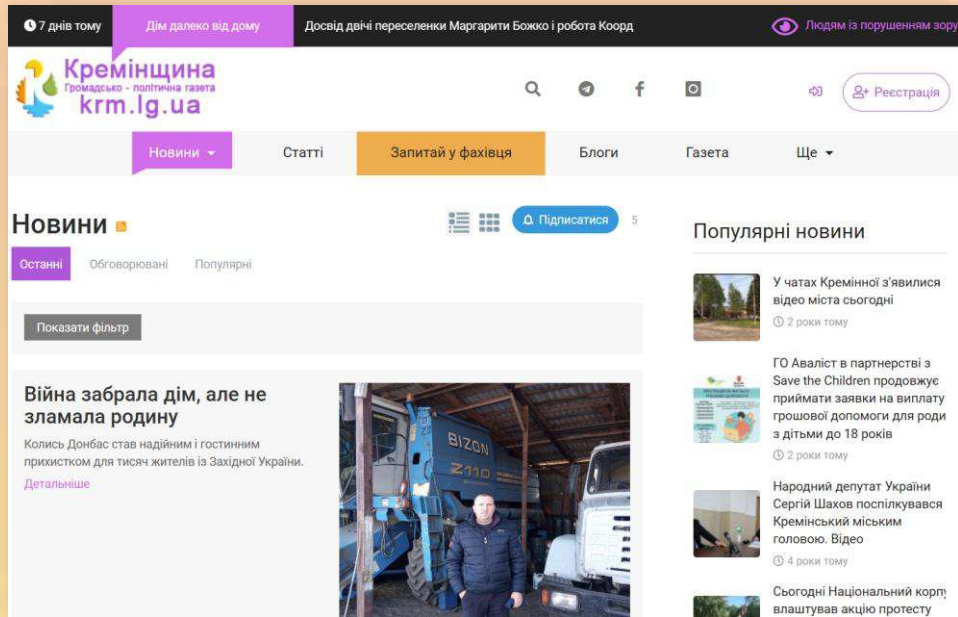 7 днів тому
Дім далеко від дому
Досвід двічі переселенки Маргарити Божко і робота Коорд
Людям із порушенням зору
Кремінщина
Громадсько - політична газета
krm.lg.ua
Реєстрація
Новини
Статті
Запитай у фахівця
Блоги
Газета
Ще
Новини
Підписатися
5
Останні
Обговорювані
Популярні
Показати фільтр
Війна забрала дім, але не
зламала родину
Колись Донбас став надійним і гостинним
прихистком для тисяч жителів із Західної України.
Детальніше
BIZON
Z110
Популярні новини
У чатах Кремінної з'явилися
відео міста сьогодні
2 роки тому
ГО Аваліст в партнерстві з
Save the Children продовжує
приймати заявки на виплату
грошової допомоги для роди
з дітьми до 18 років
2 роки тому
Народний депутат України
Сергій Шахов поспілкувався
Кремінський міським
головою. Відео
4 роки тому
Сьогодні Національний корпу
влаштував акцію протесту